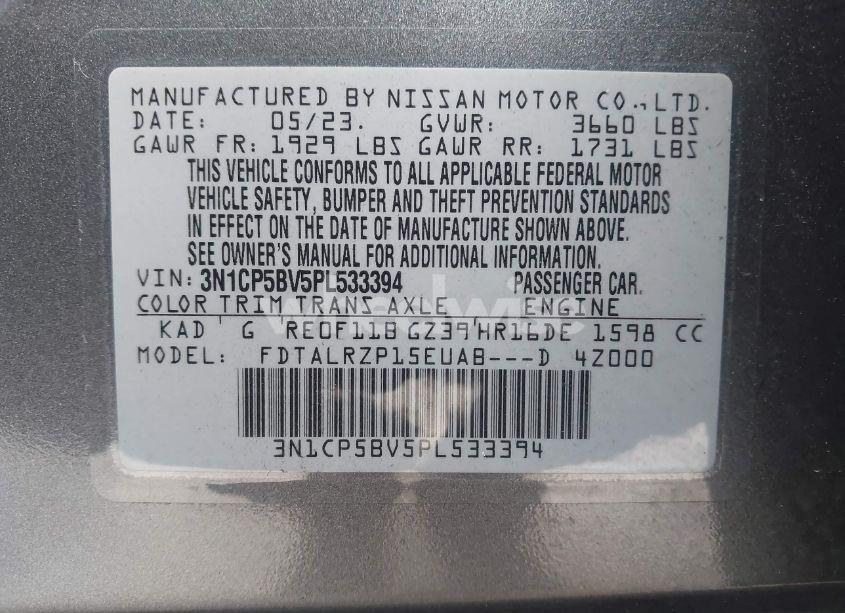 MANUFACTURED BY NISSAN MOTOR CO., LTD.
DATE: 05/23. GVWR: 3660 LBS
GAWR FR: 1929 LBS GAWR RR: 1731 LBS
THIS VEHICLE CONFORMS TO ALL APPLICABLE FEDERAL MOTOR
VEHICLE SAFETY, BUMPER AND THEFT PREVENTION STANDARDS
IN EFFECT ON THE DATE OF MANUFACTURE SHOWN ABOVE.
SEE OWNER'S MANUAL FOR ADDITIONAL INFORMATION.
VIN: 3N1CP5BV5PL533394 PASSENGER CAR.
COLOR TRIM TRANS AXLE ENGINE
KAD G RE0F11B GZ39 HR16DE 1598 CC
MODEL: FDTALRZP15EUAB---D 4Z000
3N1CP5BV5PL533394